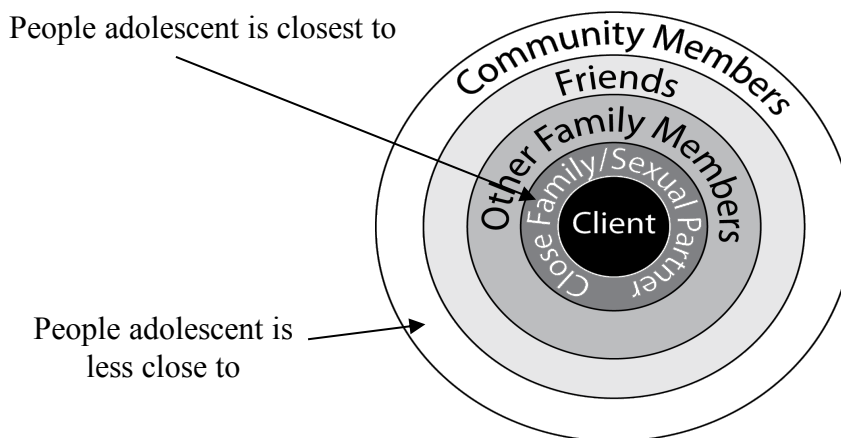 People adolescent is closest to
Community Members
Friends
Other Family Members
Close Family/Sexual Partner
Client
People adolescent is
less close to